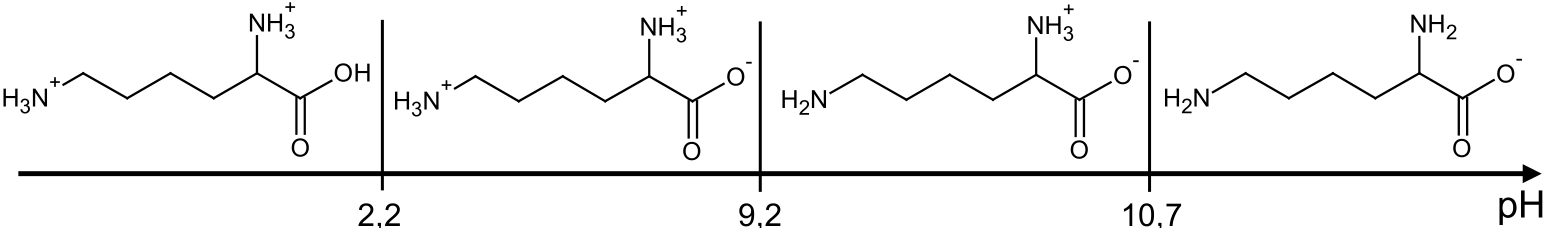 NH3+ NH3+ NH3+ NH2
H3N+ OH H3N+ O- H2N O- H2N O-
O O O O
2,2 9,2 10,7 pH